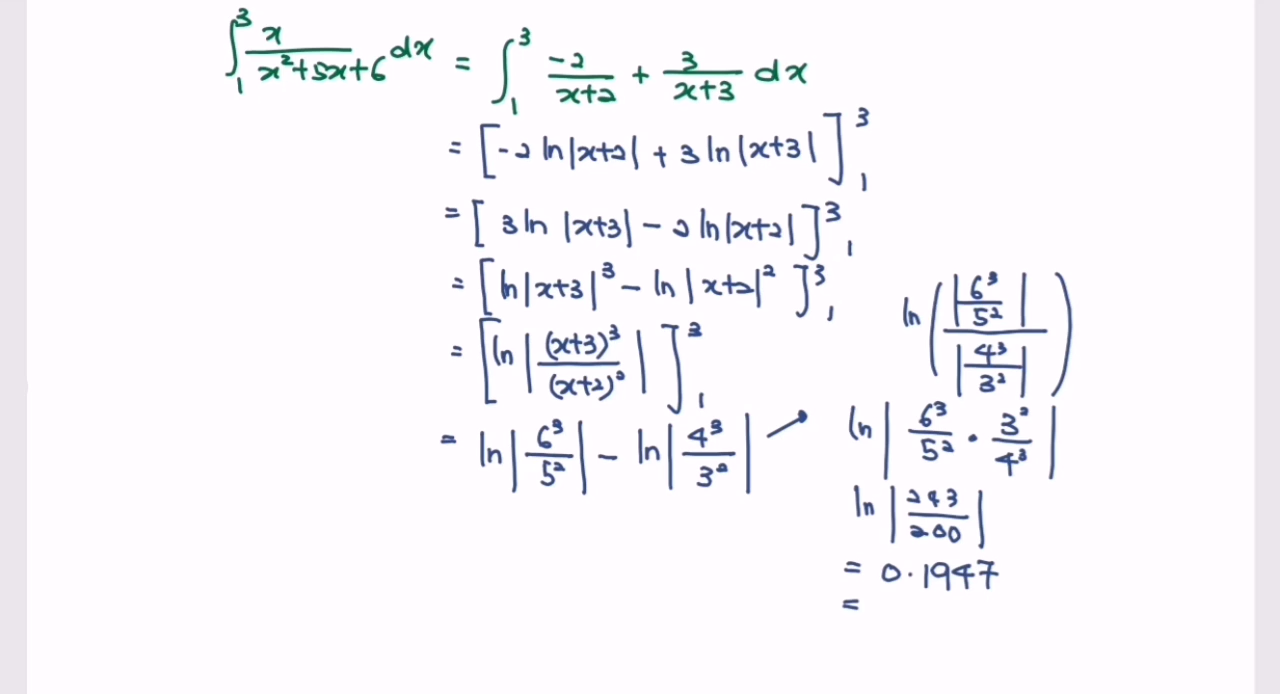 ∫₁³ x/(x²+5x+6) dx = ∫₁³ -2/(x+2) + 3/(x+3) dx
= [-2 ln|x+2| + 3 ln|x+3|]₁³
= [3 ln |x+3| - 2 ln|x+2|]₁³
= [ln|x+3|³ - ln|x+2|²]₁³
= [ln |(x+3)³/(x+2)²|]₁³
= ln|6³/5²| - ln|4³/3²|
ln(|6³/5²|/|4³/3²|)
ln |6³/5² · 3²/4³|
ln |243/200|
= 0.1947
=